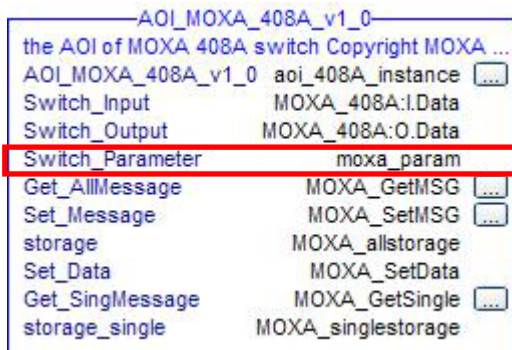 AOI_MOXA_408A_v1_0
the AOI of MOXA 408A switch Copyright MOXA ...
AOI_MOXA_408A_v1_0 aoi_408A_instance ...
Switch_Input MOXA_408A:I.Data
Switch_Output MOXA_408A:O.Data
Switch_Parameter moxa_param
Get_AllMessage MOXA_GetMSG ...
Set_Message MOXA_SetMSG ...
storage MOXA_allstorage
Set_Data MOXA_SetData
Get_SingMessage MOXA_GetSingle ...
storage_single MOXA_singlestorage